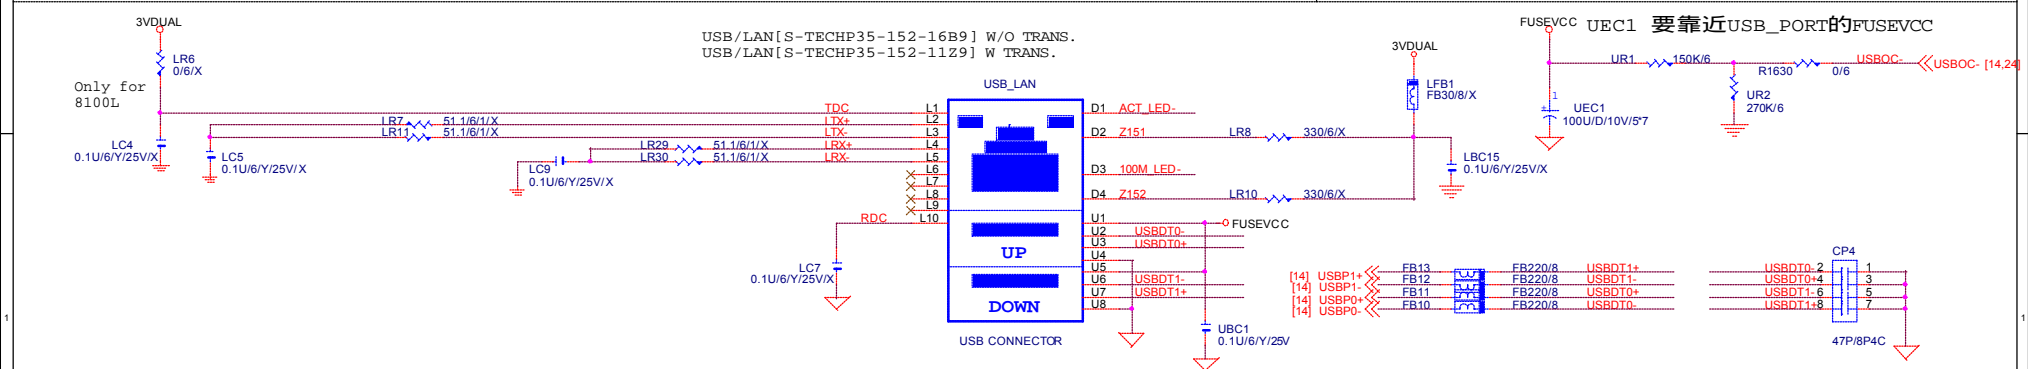 3VDUAL
LR6
0/6/X
Only for
8100L
LC4
0.1U/6/Y/25V/X
LC5
0.1U/6/Y/25V/X
LR7 51.1/6/1/X
LR11 51.1/6/1/X
LR29 51.1/6/1/X
LR30 51.1/6/1/X
LC9
0.1U/6/Y/25V/X
TDC
LTX+
LTX-
LRX+
LRX-
RDC
LC7
0.1U/6/Y/25V/X
USB/LAN[S-TECHP35-152-16B9] W/O TRANS.
USB/LAN[S-TECHP35-152-11Z9] W TRANS.
USB_LAN
L1
L2
L3
L4
L5
L6
L7
L8
L9
L10
UP
DOWN
USB CONNECTOR
D1 ACT_LED-
D2 Z151
D3 100M_LED-
D4 Z152
U1
U2 USBDT0-
U3 USBDT0+
U4
U5
U6 USBDT1-
U7 USBDT1+
U8
FUSEVCC
UBC1
0.1U/6/Y/25V
LR8 330/6/X
LR10 330/6/X
3VDUAL
LFB1
FB30/8/X
LBC15
0.1U/6/Y/25V/X
FUSEVCC
UEC1 要靠近USB_PORT的FUSEVCC
UR1 150K/6
R1630 0/6
USBOC-
USBOC- [14,24]
UR2
270K/6
1
+
UEC1
100U/D/10V/5*7
[14] USBP1+ FB13 FB220/8 USBDT1+
[14] USBP1- FB12 FB220/8 USBDT1-
[14] USBP0+ FB11 FB220/8 USBDT0+
[14] USBP0- FB10 FB220/8 USBDT0-
CP4
USBDT0- 2 1
USBDT0+ 4 3
USBDT1- 6 5
USBDT1+ 8 7
47P/8P4C
1
1